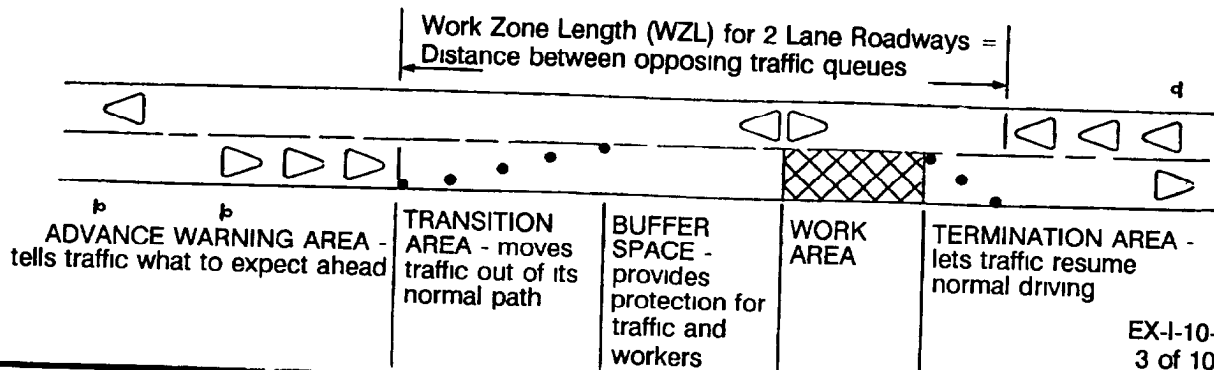 Work Zone Length (WZL) for 2 Lane Roadways =
Distance between opposing traffic queues
ADVANCE WARNING AREA -
tells traffic what to expect ahead
TRANSITION
AREA - moves
traffic out of its
normal path
BUFFER
SPACE -
provides
protection for
traffic and
workers
WORK
AREA
TERMINATION AREA -
lets traffic resume
normal driving
EX-I-10-
3 of 10